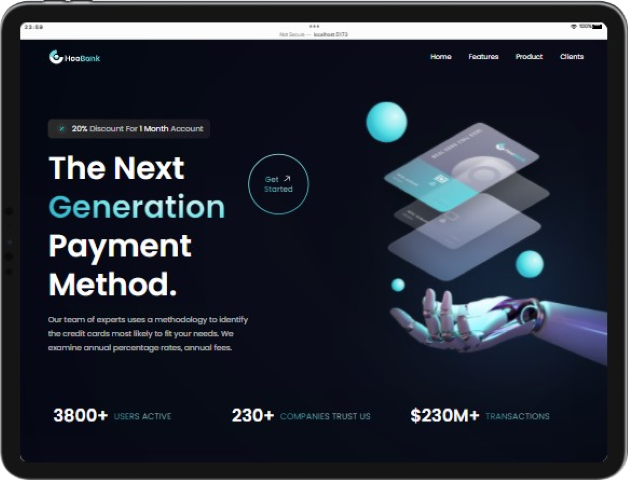 23:59
100%
Not Secure — localhost:5173
HooBank
Home Features Product Clients
20% Discount For 1 Month Account
The Next
Generation
Payment
Method.
Get
Started
Our team of experts uses a methodology to identify
the credit cards most likely to fit your needs. We
examine annual percentage rates, annual fees.
3800+ USERS ACTIVE
230+ COMPANIES TRUST US
$230M+ TRANSACTIONS